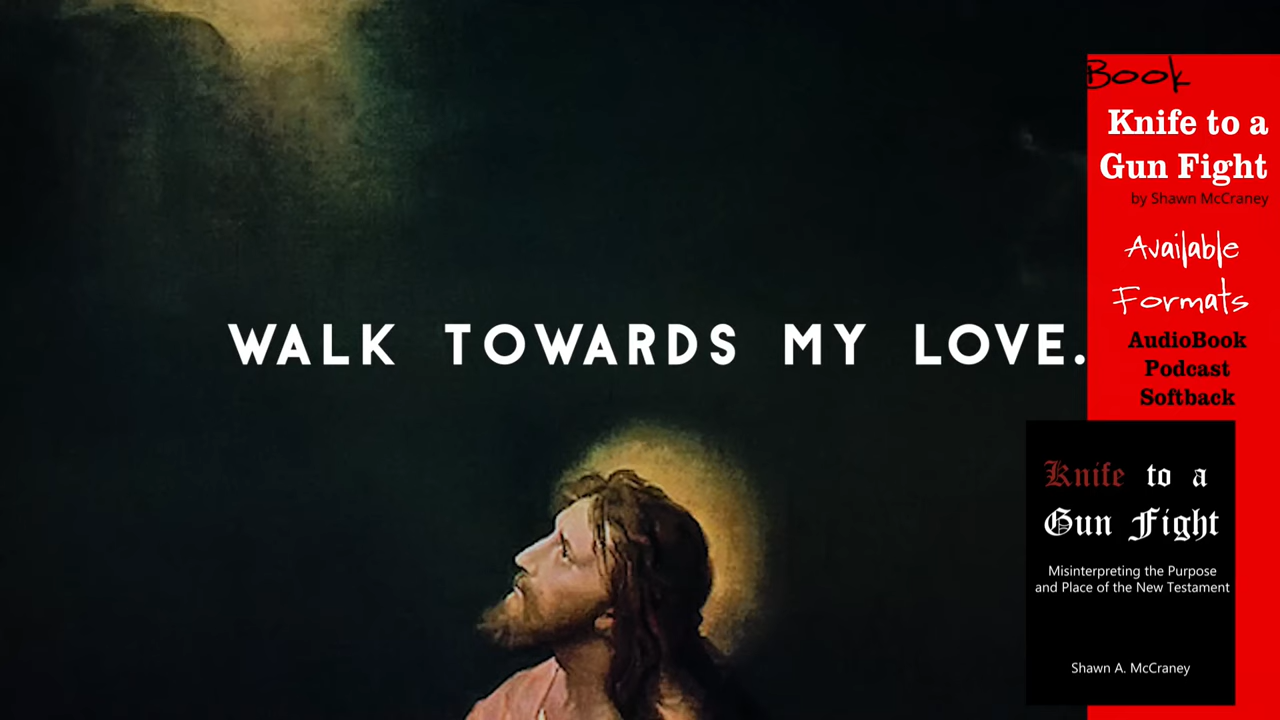 WALK TOWARDS MY LOVE.
Book
Knife to a
Gun Fight
by Shawn McCraney
Available
Formats
AudioBook
Podcast
Softback
Knife to a
Gun Fight
Misinterpreting the Purpose
and Place of the New Testament
Shawn A. McCraney